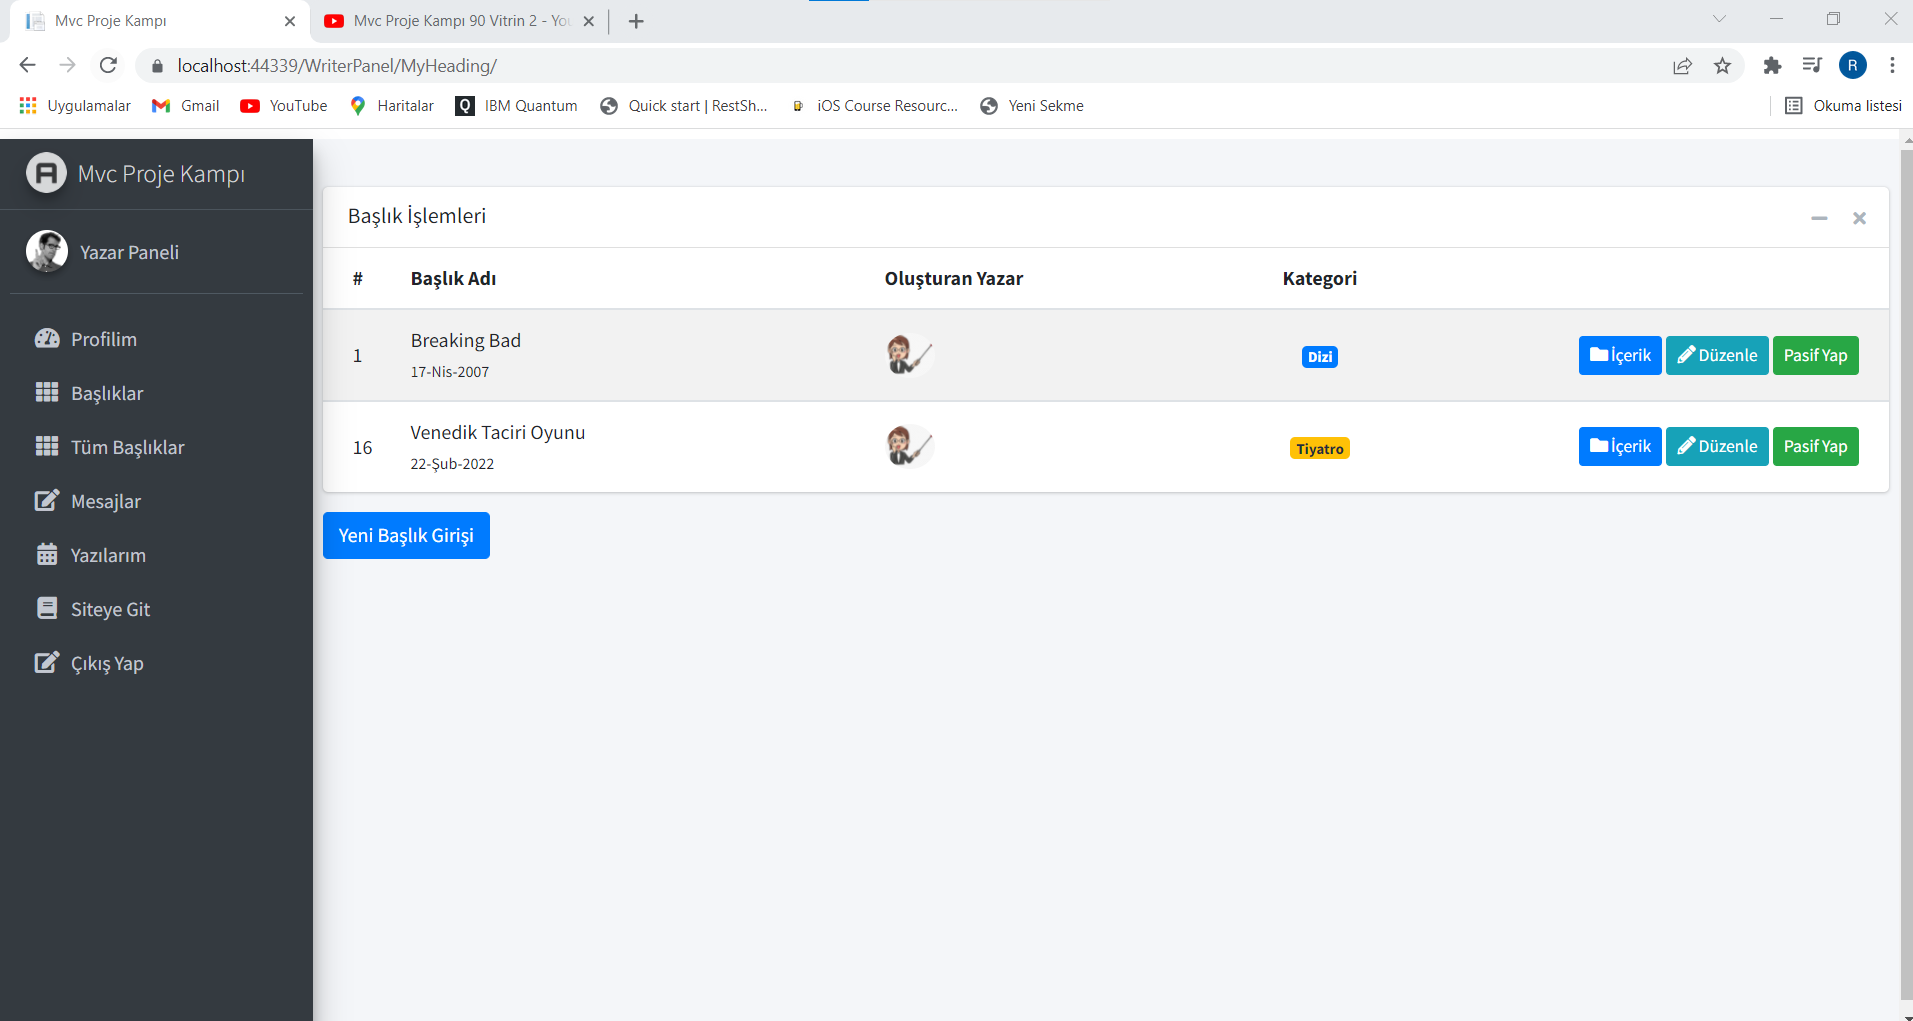 Mvc Proje Kampı
Mvc Proje Kampı 90 Vitrin 2 - You
localhost:44339/WriterPanel/MyHeading/
R
Uygulamalar
Gmail
YouTube
Haritalar
Q IBM Quantum
Quick start | RestSh...
iOS Course Resourc...
Yeni Sekme
Okuma listesi
A Mvc Proje Kampı
Yazar Paneli
Profilim
Başlıklar
Tüm Başlıklar
Mesajlar
Yazılarım
Siteye Git
Çıkış Yap
Başlık İşlemleri
# Başlık Adı Oluşturan Yazar Kategori
1 Breaking Bad Dizi İçerik Düzenle Pasif Yap
17-Nis-2007
16 Venedik Taciri Oyunu Tiyatro İçerik Düzenle Pasif Yap
22-Şub-2022
Yeni Başlık Girişi